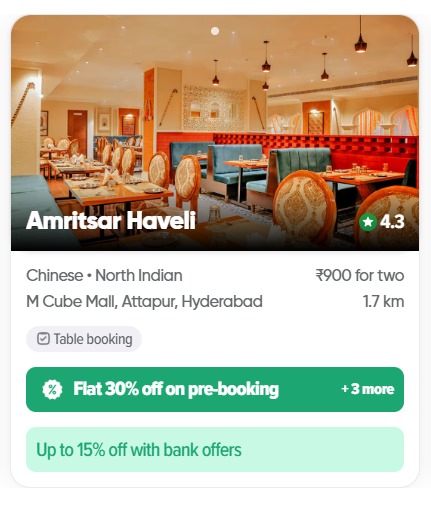 Amritsar Haveli
4.3
Chinese • North Indian
₹900 for two
M Cube Mall, Attapur, Hyderabad
1.7 km
Table booking
Flat 30% off on pre-booking
+ 3 more
Up to 15% off with bank offers